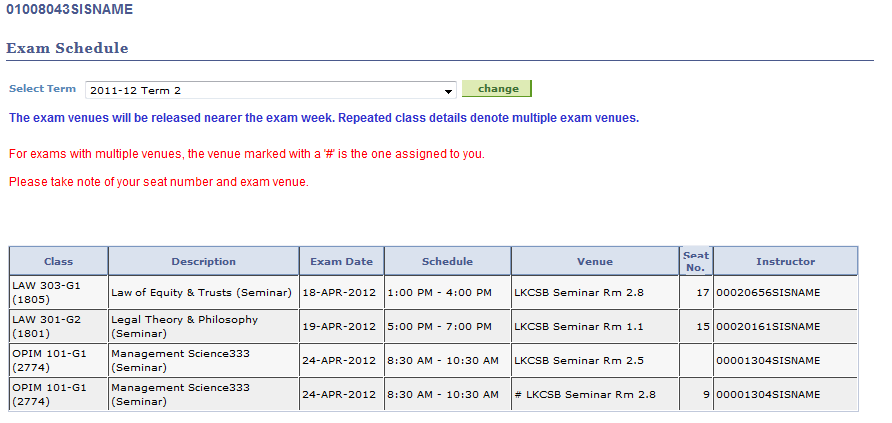 01008043SISNAME
Exam Schedule
Select Term 2011-12 Term 2 change
The exam venues will be released nearer the exam week. Repeated class details denote multiple exam venues.
For exams with multiple venues, the venue marked with a '#' is the one assigned to you.
Please take note of your seat number and exam venue.
Class Description Exam Date Schedule Venue Seat No. Instructor
LAW 303-G1 (1805) Law of Equity & Trusts (Seminar) 18-APR-2012 1:00 PM - 4:00 PM LKCSB Seminar Rm 2.8 17 00020656SISNAME
LAW 301-G2 (1801) Legal Theory & Philosophy (Seminar) 19-APR-2012 5:00 PM - 7:00 PM LKCSB Seminar Rm 1.1 15 00020161SISNAME
OPIM 101-G1 (2774) Management Science333 (Seminar) 24-APR-2012 8:30 AM - 10:30 AM LKCSB Seminar Rm 2.5 00001304SISNAME
OPIM 101-G1 (2774) Management Science333 (Seminar) 24-APR-2012 8:30 AM - 10:30 AM # LKCSB Seminar Rm 2.8 9 00001304SISNAME